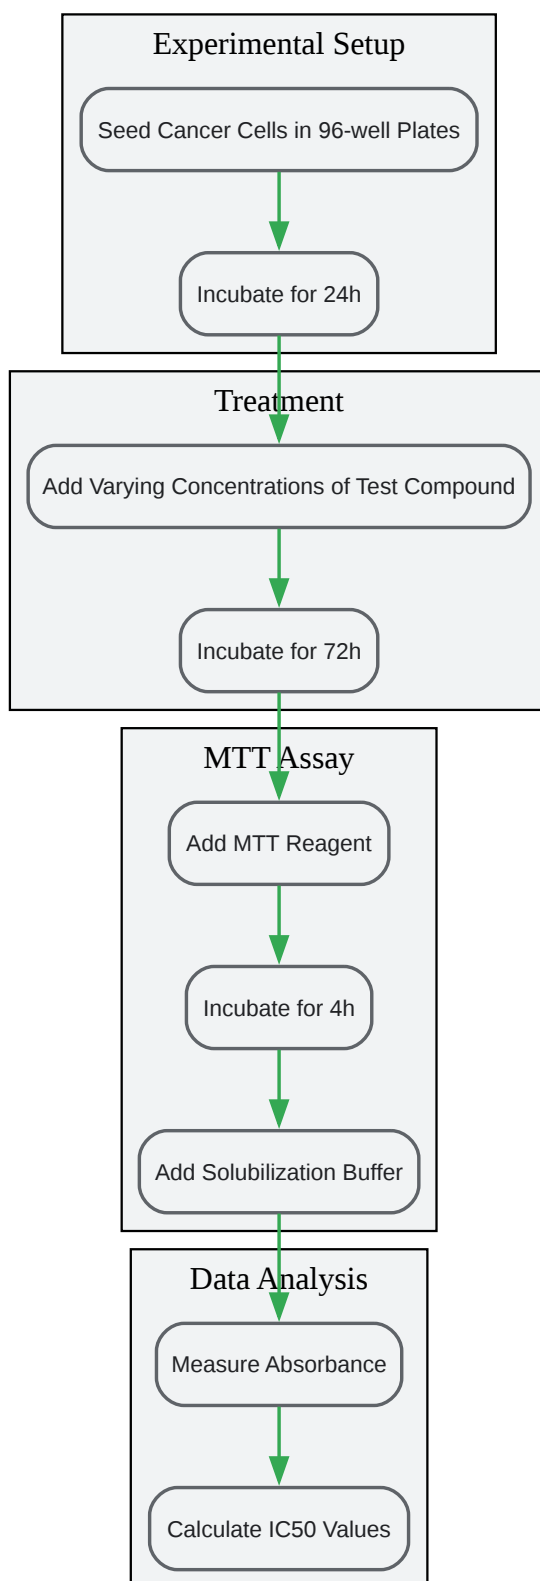 Experimental Setup
Seed Cancer Cells in 96-well Plates
Incubate for 24h
Treatment
Add Varying Concentrations of Test Compound
Incubate for 72h
MTT Assay
Add MTT Reagent
Incubate for 4h
Add Solubilization Buffer
Data Analysis
Measure Absorbance
Calculate IC50 Values